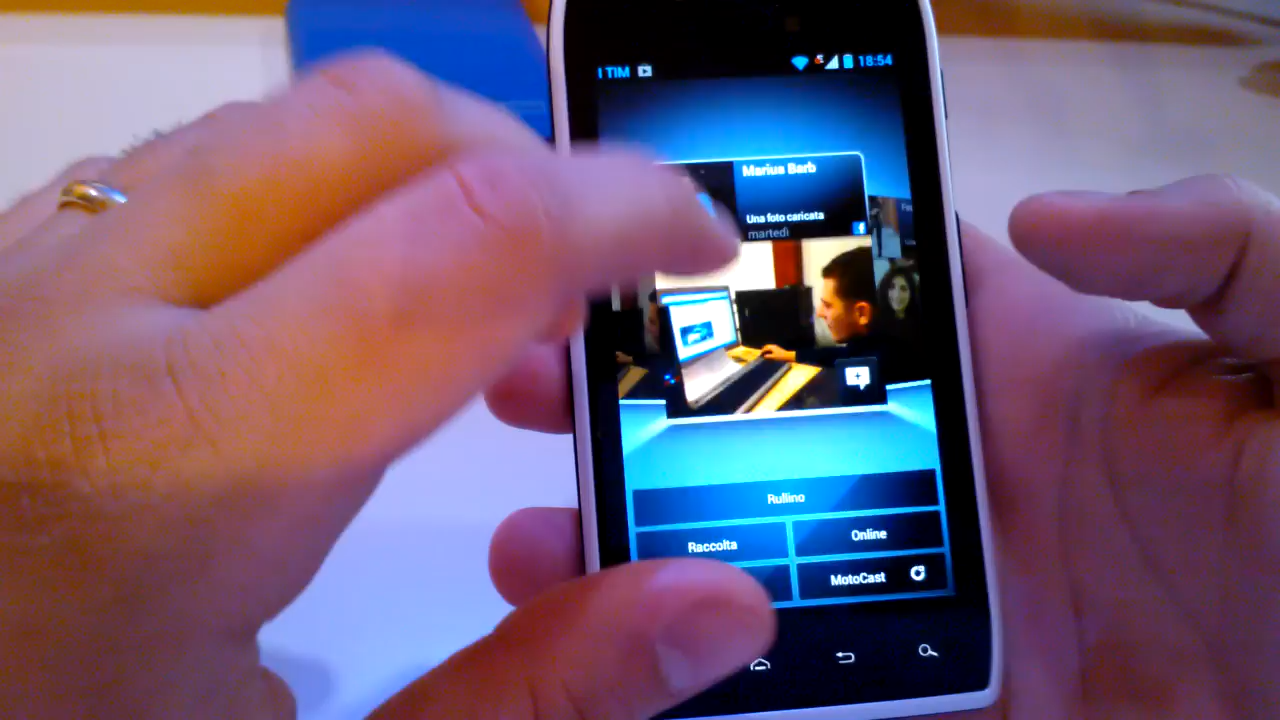 I TIM 18:54
Marius Barb
Una foto caricata
martedì
Rullino
Raccolta
Online
MotoCast